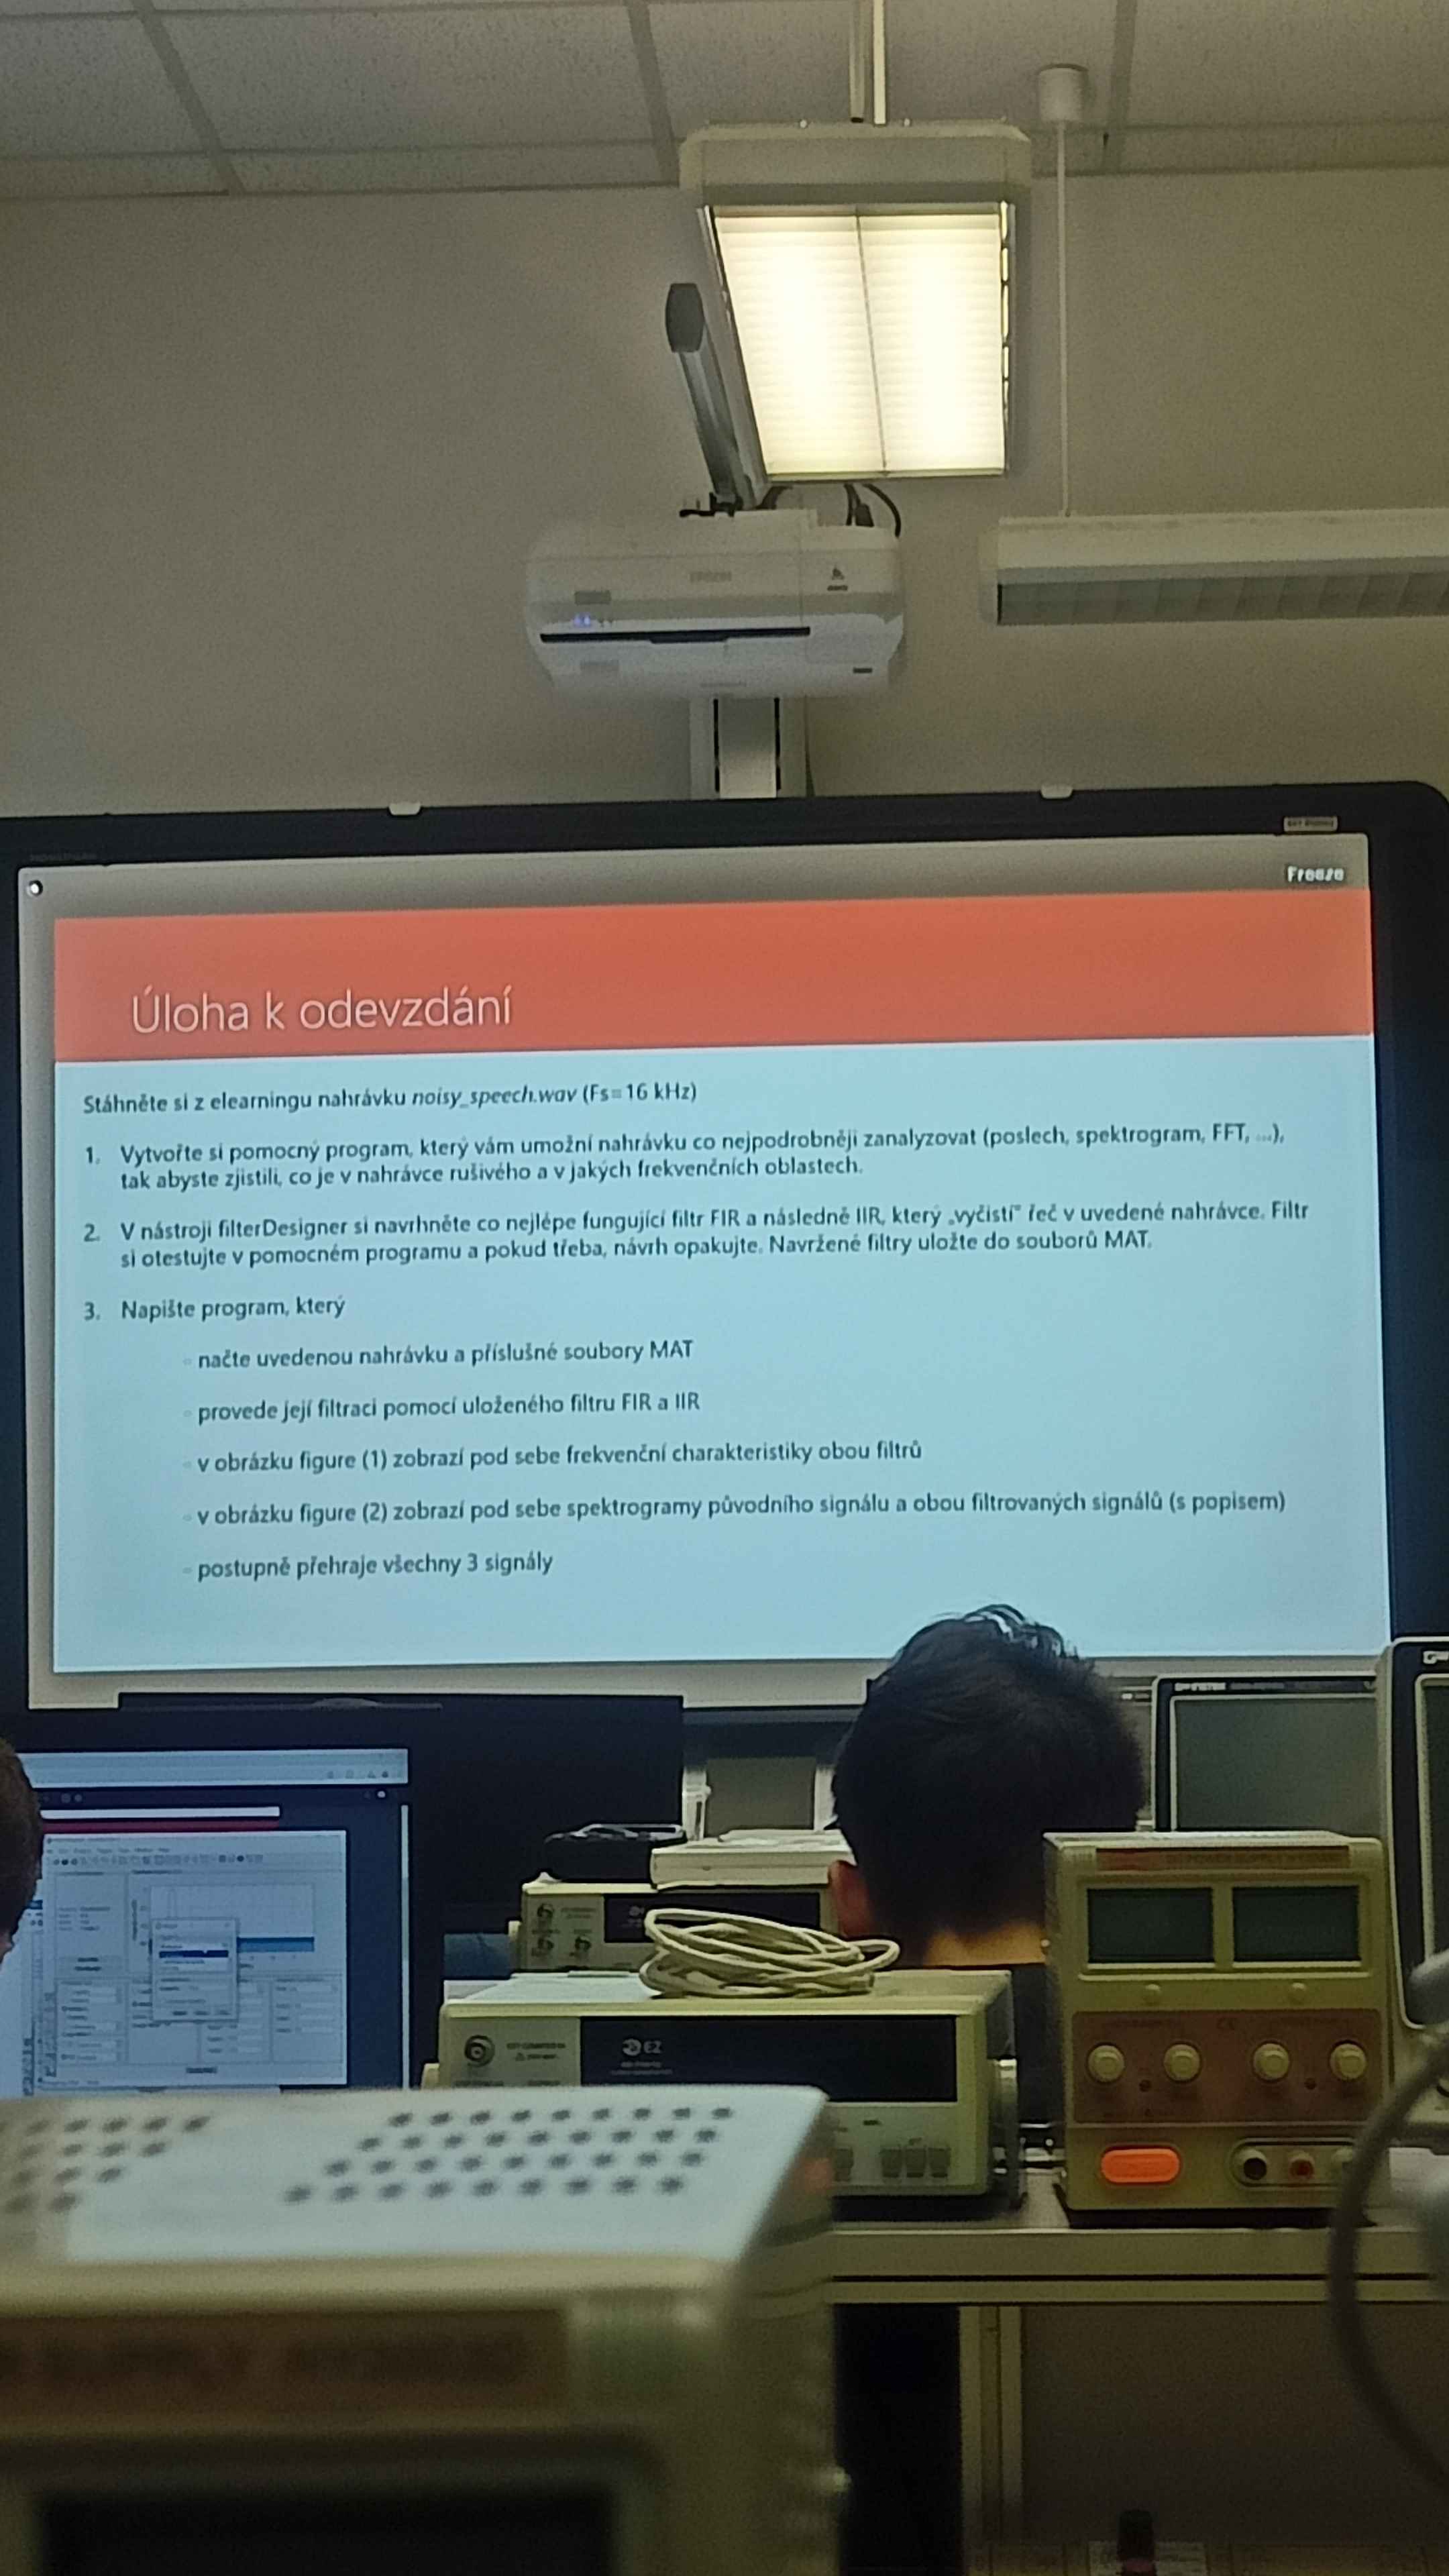 EPSON
Freeze
Úloha k odevzdání
Stáhněte si z elearningu nahrávku noisy_speech.wav (Fs=16 kHz)
1. Vytvořte si pomocný program, který vám umožní nahrávku co nejpodrobněji zanalyzovat (poslech, spektrogram, FFT, ...),
tak abyste zjistili, co je v nahrávce rušivého a v jakých frekvenčních oblastech.
2. V nástroji filterDesigner si navrhněte co nejlépe fungující filtr FIR a následně IIR, který „vyčistí“ řeč v uvedené nahrávce. Filtr
si otestujte v pomocném programu a pokud třeba, návrh opakujte. Navržené filtry uložte do souborů MAT.
3. Napište program, který
načte uvedenou nahrávku a příslušné soubory MAT
provede její filtraci pomocí uloženého filtru FIR a IIR
v obrázku figure (1) zobrazí pod sebe frekvenční charakteristiky obou filtrů
v obrázku figure (2) zobrazí pod sebe spektrogramy původního signálu a obou filtrovaných signálů (s popisem)
postupně přehraje všechny 3 signály
EZ